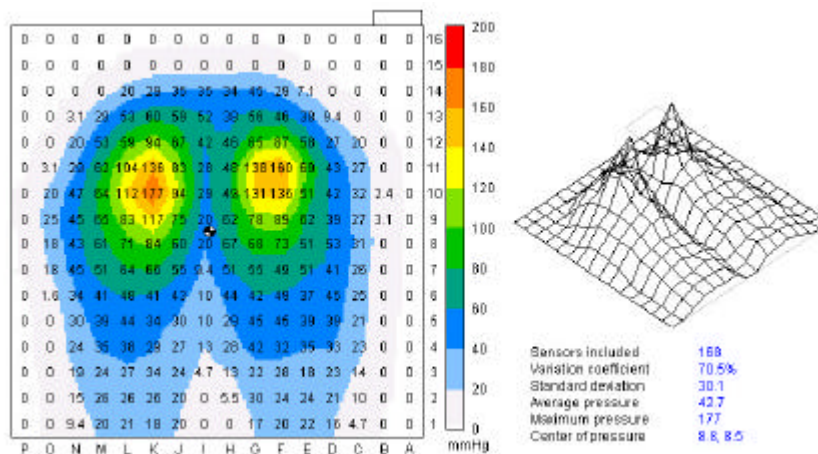 0 0 0 0 0 0 0 0 0 0 0 0 0 0 0 0 16
0 0 0 0 0 0 0 0 0 0 0 0 0 0 0 0 15
0 0 0 0 20 28 35 35 34 45 29 7.1 0 0 0 0 14
0 0 3.1 29 53 60 59 52 39 58 46 38 9.4 0 0 0 13
0 0 20 53 59 94 67 42 46 65 87 58 27 20 0 0 12
0 3.1 29 62 104 136 83 28 48 138 160 69 43 27 0 0 11
0 20 47 64 112 177 94 29 49 131 136 51 42 32 2.4 0 10
0 25 45 66 83 117 75 20 62 78 89 62 39 27 3.1 0 9
0 18 43 61 71 84 60 20 67 68 73 51 53 31 0 0 8
0 18 45 51 64 66 55 9.4 51 55 49 51 41 26 0 0 7
0 1.6 34 41 48 41 42 10 44 42 49 37 45 25 0 0 6
0 0 30 39 44 34 30 10 29 45 46 39 39 21 0 0 5
0 0 24 35 38 29 27 13 28 42 32 35 33 23 0 0 4
0 0 19 24 27 34 24 4.7 13 22 28 18 23 14 0 0 3
0 0 15 28 26 26 20 0 5.5 30 24 24 21 10 0 0 2
0 0 9.4 20 21 18 20 0 0 17 20 22 16 4.7 0 0 1
P O N M L K J I H G F E D C B A
200
180
160
140
120
100
80
60
40
20
0
mmHg
Sensors included 168
Variation coefficient 70.5%
Standard deviation 30.1
Average pressure 42.7
Maximum pressure 177
Center of pressure 8.8, 8.5